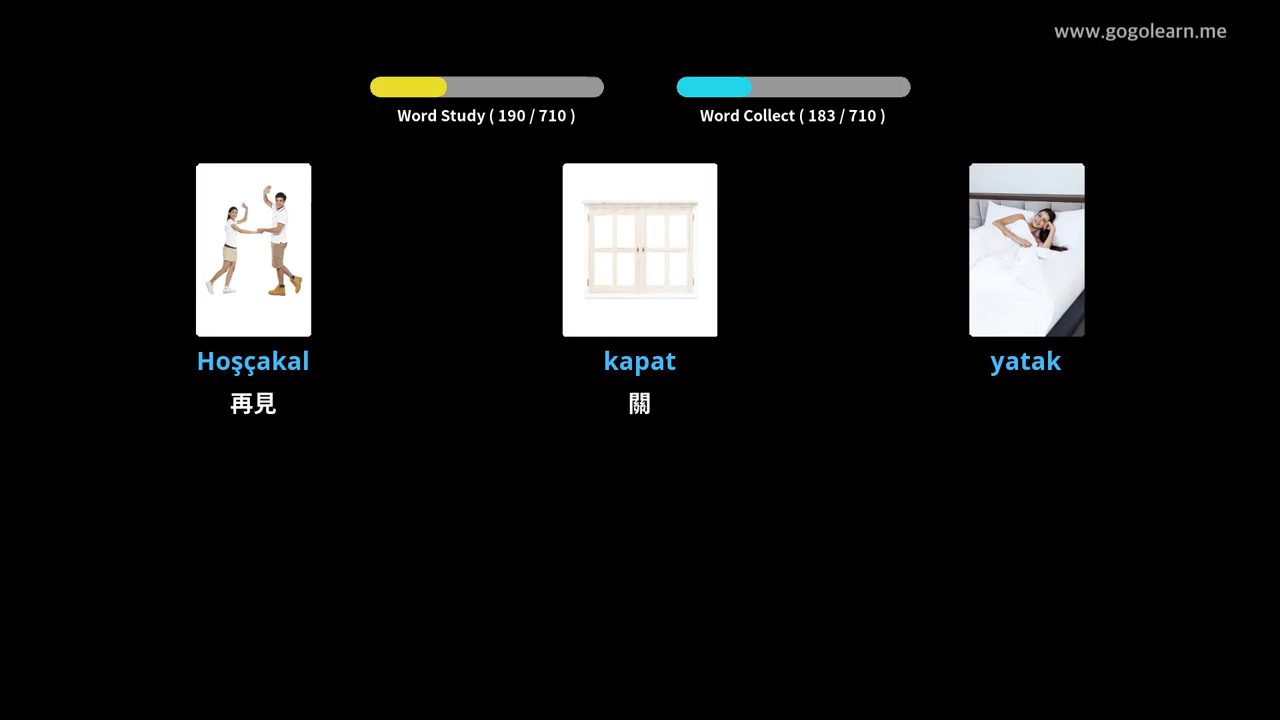 www.gogolearn.me
Word Study ( 190 / 710 )
Word Collect ( 183 / 710 )
Hoşçakal
kapat
yatak
再見
關